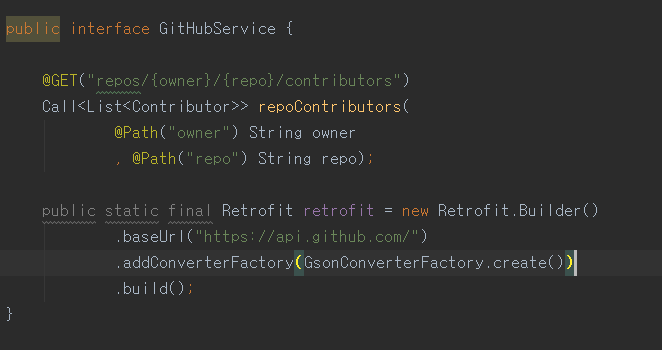 public interface GitHubService {
@GET("repos/{owner}/{repo}/contributors")
Call<List<Contributor>> repoContributors(
@Path("owner") String owner
, @Path("repo") String repo);
public static final Retrofit retrofit = new Retrofit.Builder()
.baseUrl("https://api.github.com/")
.addConverterFactory(GsonConverterFactory.create())
.build();
}